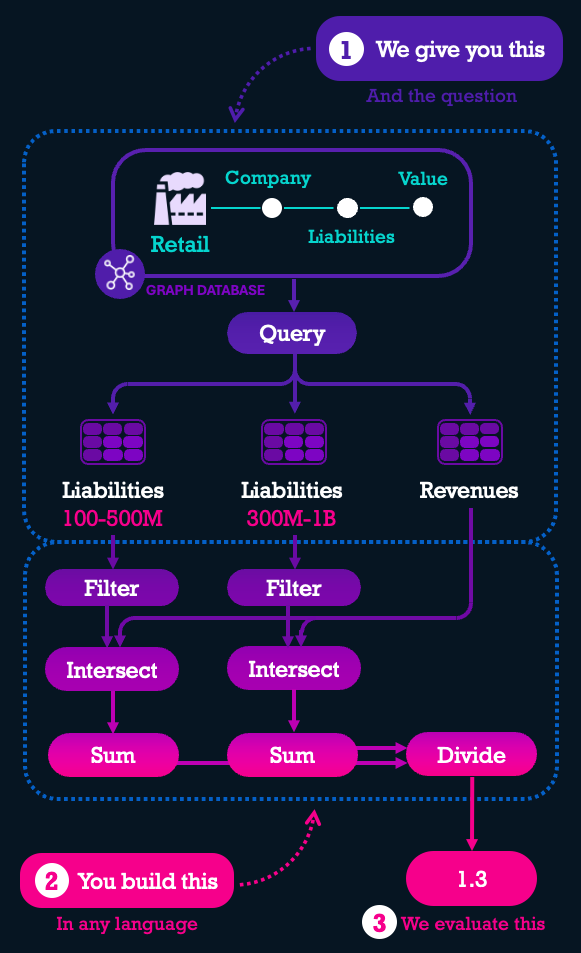 1 We give you this
And the question
Company
Value
Liabilities
Retail
GRAPH DATABASE
Query
Liabilities
100-500M
Liabilities
300M-1B
Revenues
Filter
Filter
Intersect
Intersect
Sum
Sum
Divide
2 You build this
In any language
1.3
3 We evaluate this